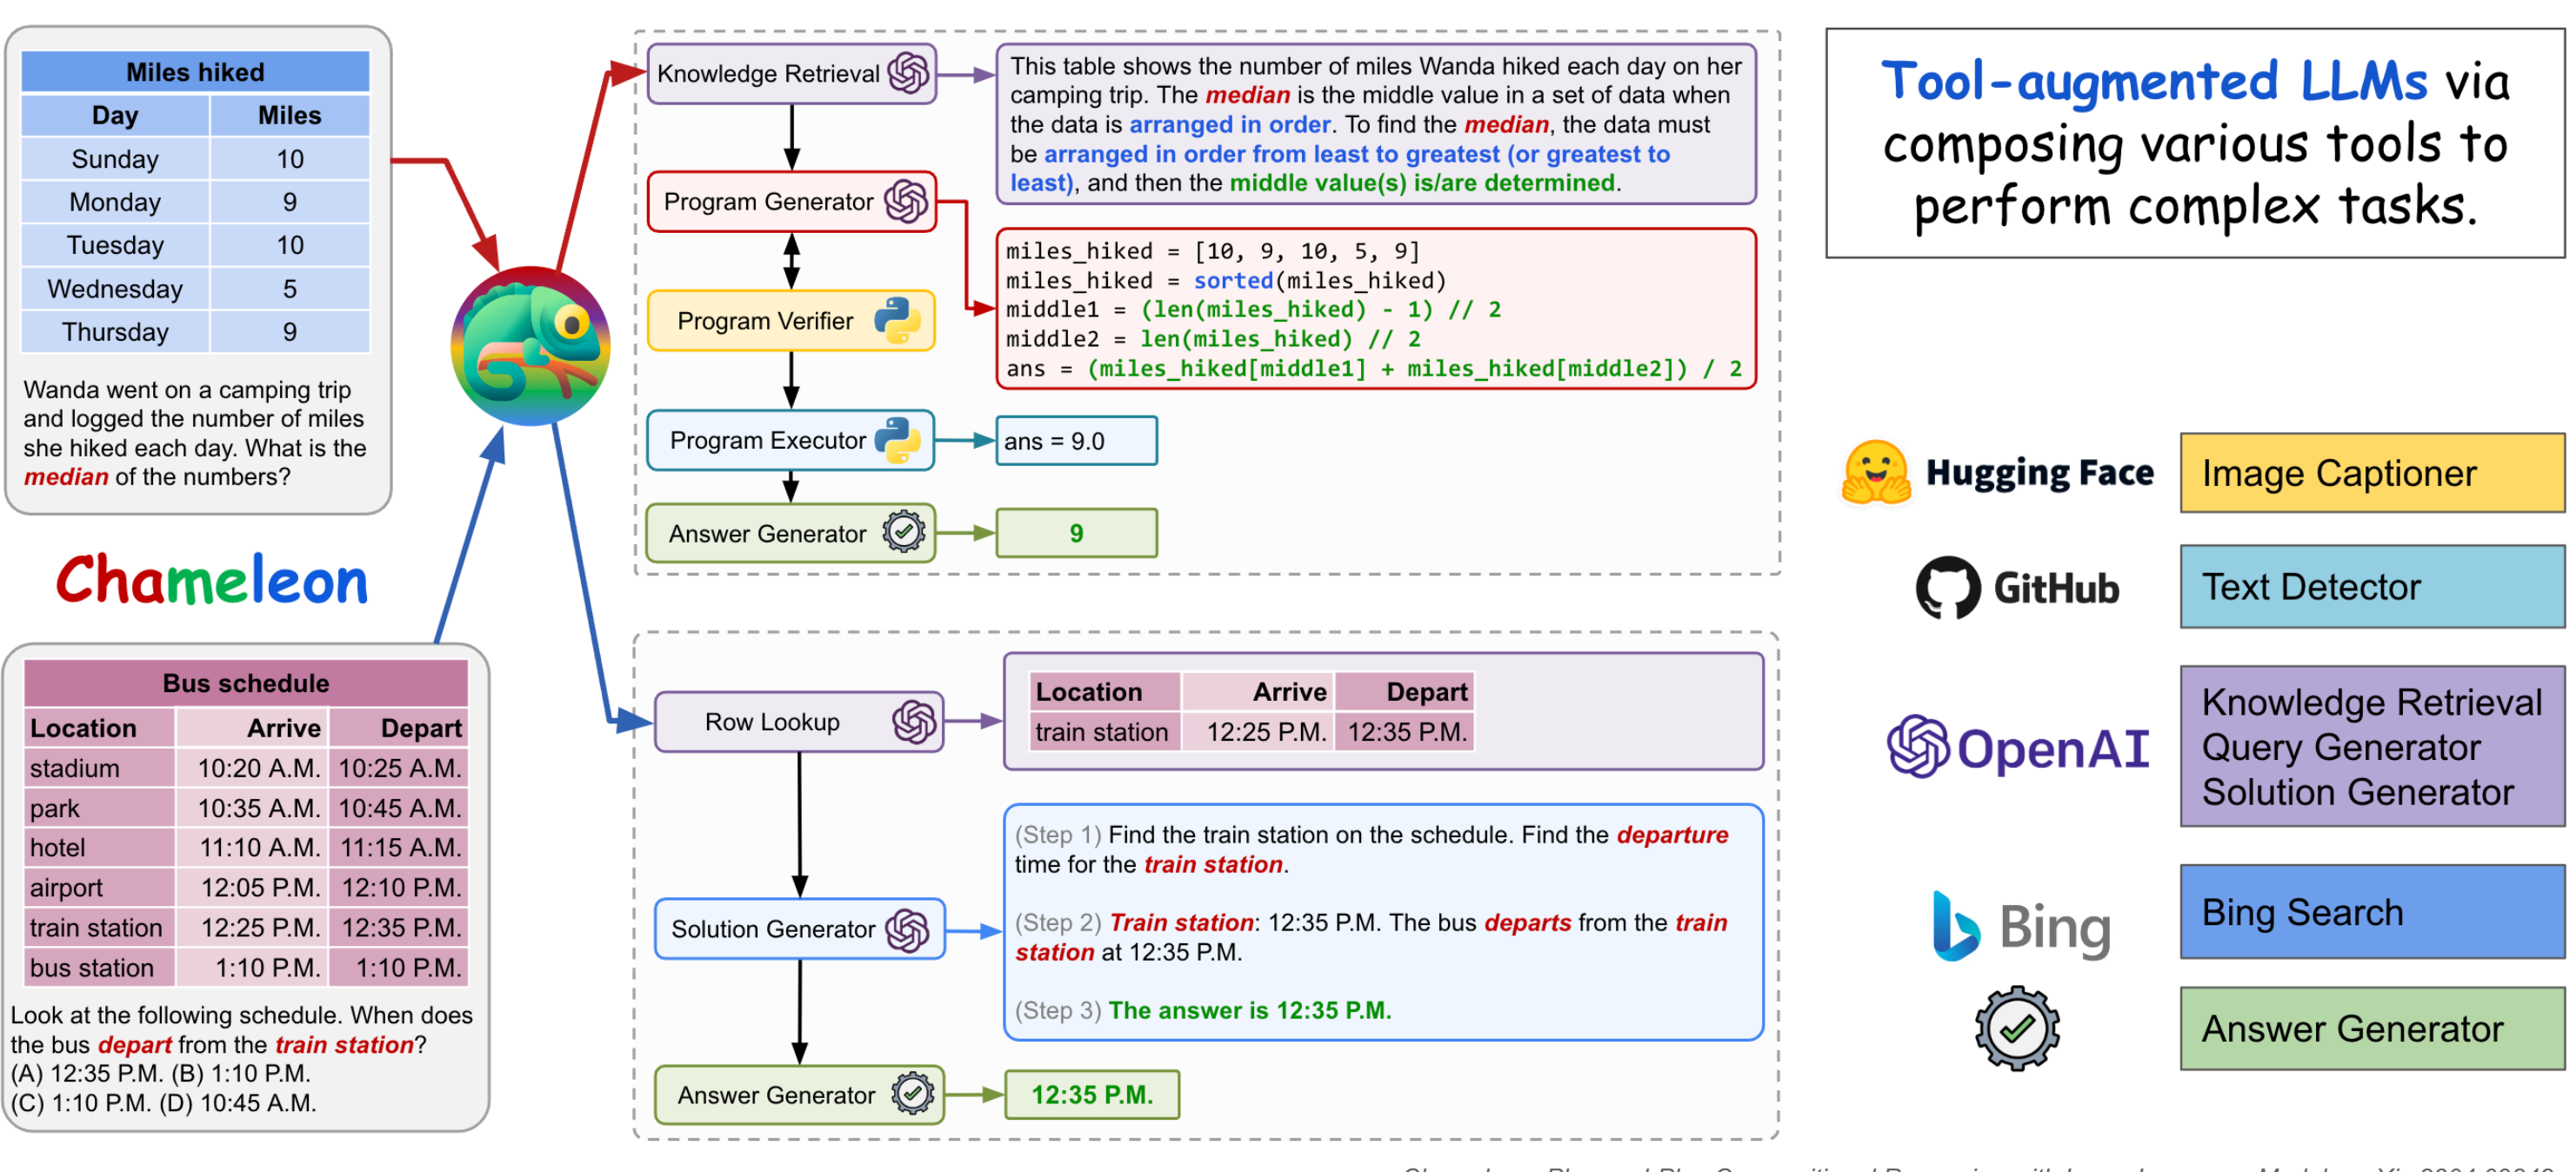 Miles hiked
Day Miles
Sunday 10
Monday 9
Tuesday 10
Wednesday 5
Thursday 9
Wanda went on a camping trip
and logged the number of miles
she hiked each day. What is the
median of the numbers?
Chameleon
Bus schedule
Location Arrive Depart
stadium 10:20 A.M. 10:25 A.M.
park 10:35 A.M. 10:45 A.M.
hotel 11:10 A.M. 11:15 A.M.
airport 12:05 P.M. 12:10 P.M.
train station 12:25 P.M. 12:35 P.M.
bus station 1:10 P.M. 1:10 P.M.
Look at the following schedule. When does
the bus depart from the train station?
(A) 12:35 P.M. (B) 1:10 P.M.
(C) 1:10 P.M. (D) 10:45 A.M.
Knowledge Retrieval
This table shows the number of miles Wanda hiked each day on her
camping trip. The median is the middle value in a set of data when
the data is arranged in order. To find the median, the data must
be arranged in order from least to greatest (or greatest to
least), and then the middle value(s) is/are determined.
Program Generator
miles_hiked = [10, 9, 10, 5, 9]
miles_hiked = sorted(miles_hiked)
middle1 = (len(miles_hiked) - 1) // 2
middle2 = len(miles_hiked) // 2
ans = (miles_hiked[middle1] + miles_hiked[middle2]) / 2
Program Verifier
Program Executor
ans = 9.0
Answer Generator
9
Row Lookup
Location Arrive Depart
train station 12:25 P.M. 12:35 P.M.
Solution Generator
(Step 1) Find the train station on the schedule. Find the departure
time for the train station.
(Step 2) Train station: 12:35 P.M. The bus departs from the train
station at 12:35 P.M.
(Step 3) The answer is 12:35 P.M.
Answer Generator
12:35 P.M.
Tool-augmented LLMs via
composing various tools to
perform complex tasks.
Hugging Face
Image Captioner
GitHub
Text Detector
OpenAI
Knowledge Retrieval
Query Generator
Solution Generator
Bing
Bing Search
Answer Generator